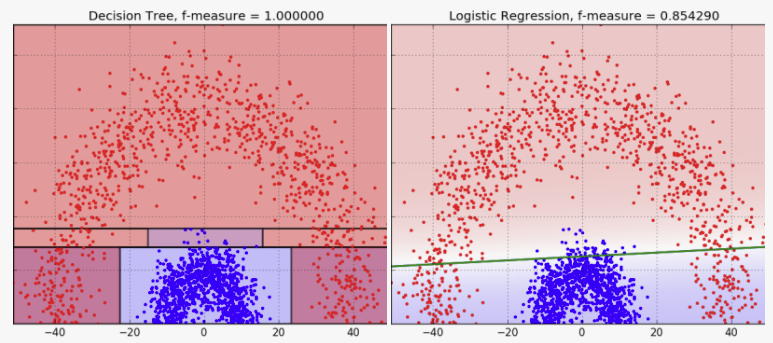 Decision Tree, f-measure = 1.000000
Logistic Regression, f-measure = 0.854290
−40 −20 0 20 40
−40 −20 0 20 40